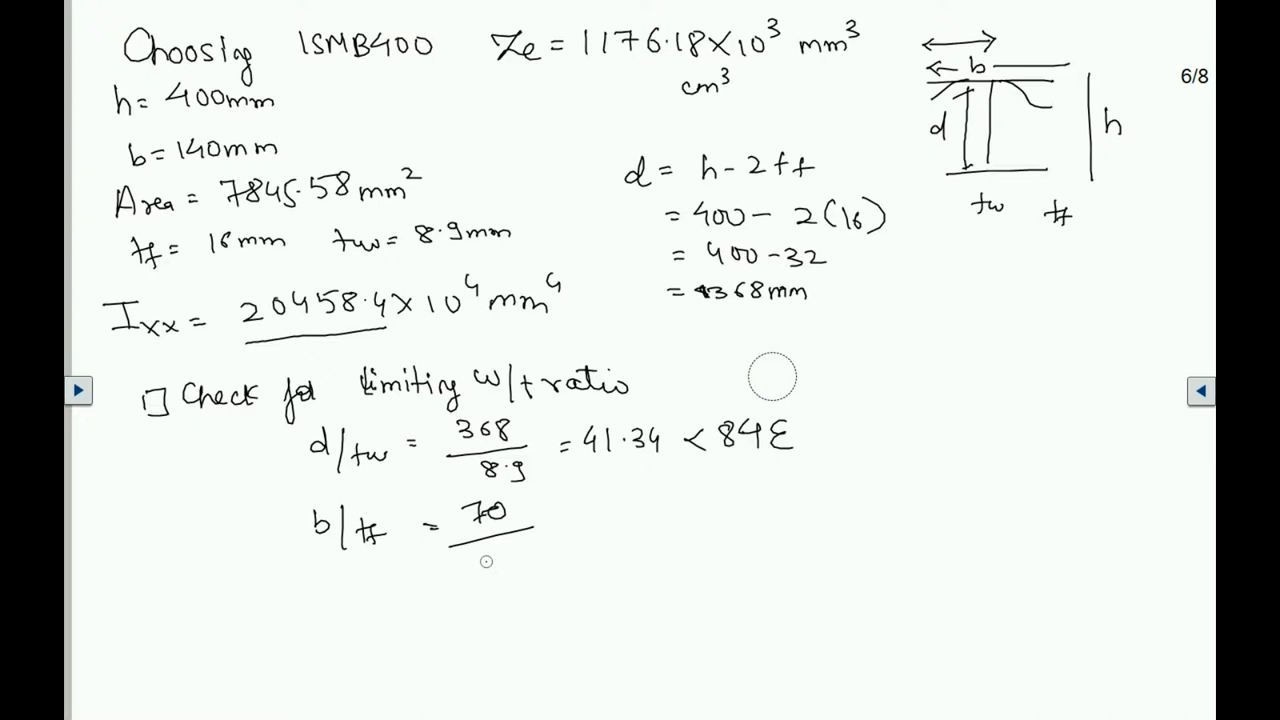 Choosing ISMB400 Ze = 1176.18×10³ mm³
cm³
h = 400mm
b = 140mm
Area = 7845.58 mm²
tf = 16mm tw = 8.9mm
Ixx = 20458.4×10⁴ mm⁴
d = h - 2tf
= 400 - 2(16)
= 400 - 32
= 368mm
b
d
h
tw tf
6/8
□ Check for limiting w/t ratio
d/tw = 368/8.9 = 41.34 < 84ε
b/tf = 70